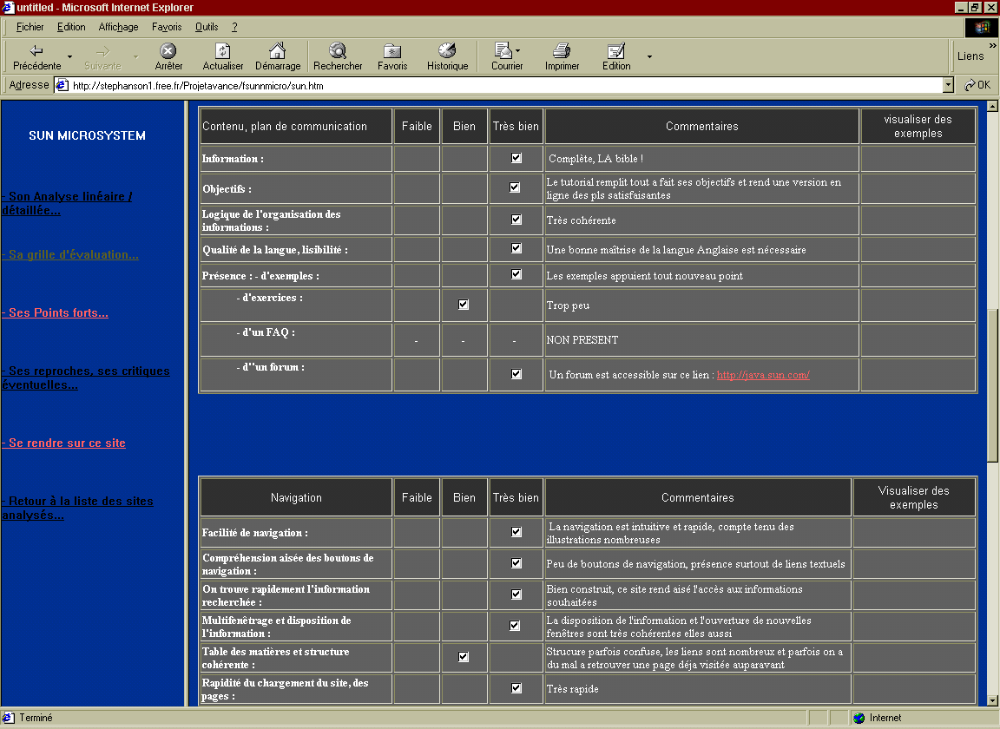 untitled - Microsoft Internet Explorer
Fichier Edition Affichage Favoris Outils ?
Précédente Suivante Arrêter Actualiser Démarrage Rechercher Favoris Historique Courrier Imprimer Edition Liens »
Adresse http://stephanson1.free.fr/Projetavance/fsunnmicro/sun.htm OK
SUN MICROSYSTEM
- Son Analyse linéaire /
détaillée...
- Sa grille d'évaluation...
- Ses Points forts...
- Ses reproches, ses critiques
éventuelles...
- Se rendre sur ce site
- Retour à la liste des sites
analysés...
Contenu, plan de communication Faible Bien Très bien Commentaires visualiser des
exemples
Information : Complète, LA bible !
Objectifs : Le tutorial remplit tout a fait ses objectifs et rend une version en
ligne des pls satisfaisantes
Logique de l'organisation des
informations : Très cohérente
Qualité de la langue, lisibilité : Une bonne maîtrise de la langue Anglaise est nécessaire
Présence : - d'exemples : Les exemples appuient tout nouveau point
- d'exercices : Trop peu
- d'un FAQ : - - - NON PRESENT
- d''un forum : Un forum est accessible sur ce lien : http://java.sun.com/
Navigation Faible Bien Très bien Commentaires Visualiser des
exemples
Facilité de navigation : La navigation est intuitive et rapide, compte tenu des
illustrations nombreuses
Compréhension aisée des boutons de
navigation : Peu de boutons de navigation, présence surtout de liens textuels
On trouve rapidement l'information
recherchée : Bien construit, ce site rend aisé l'accès aux informations
souhaitées
Multifenêtrage et disposition de
l'information : La disposition de l'information et l'ouverture de nouvelles
fenêtres sont très cohérentes elles aussi
Table des matières et structure
cohérente : Strucure parfois confuse, les liens sont nombreux et parfois on a
du mal a retrouver une page déja visitée auparavant
Rapidité du chargement du site, des
pages : Très rapide
Terminé Internet